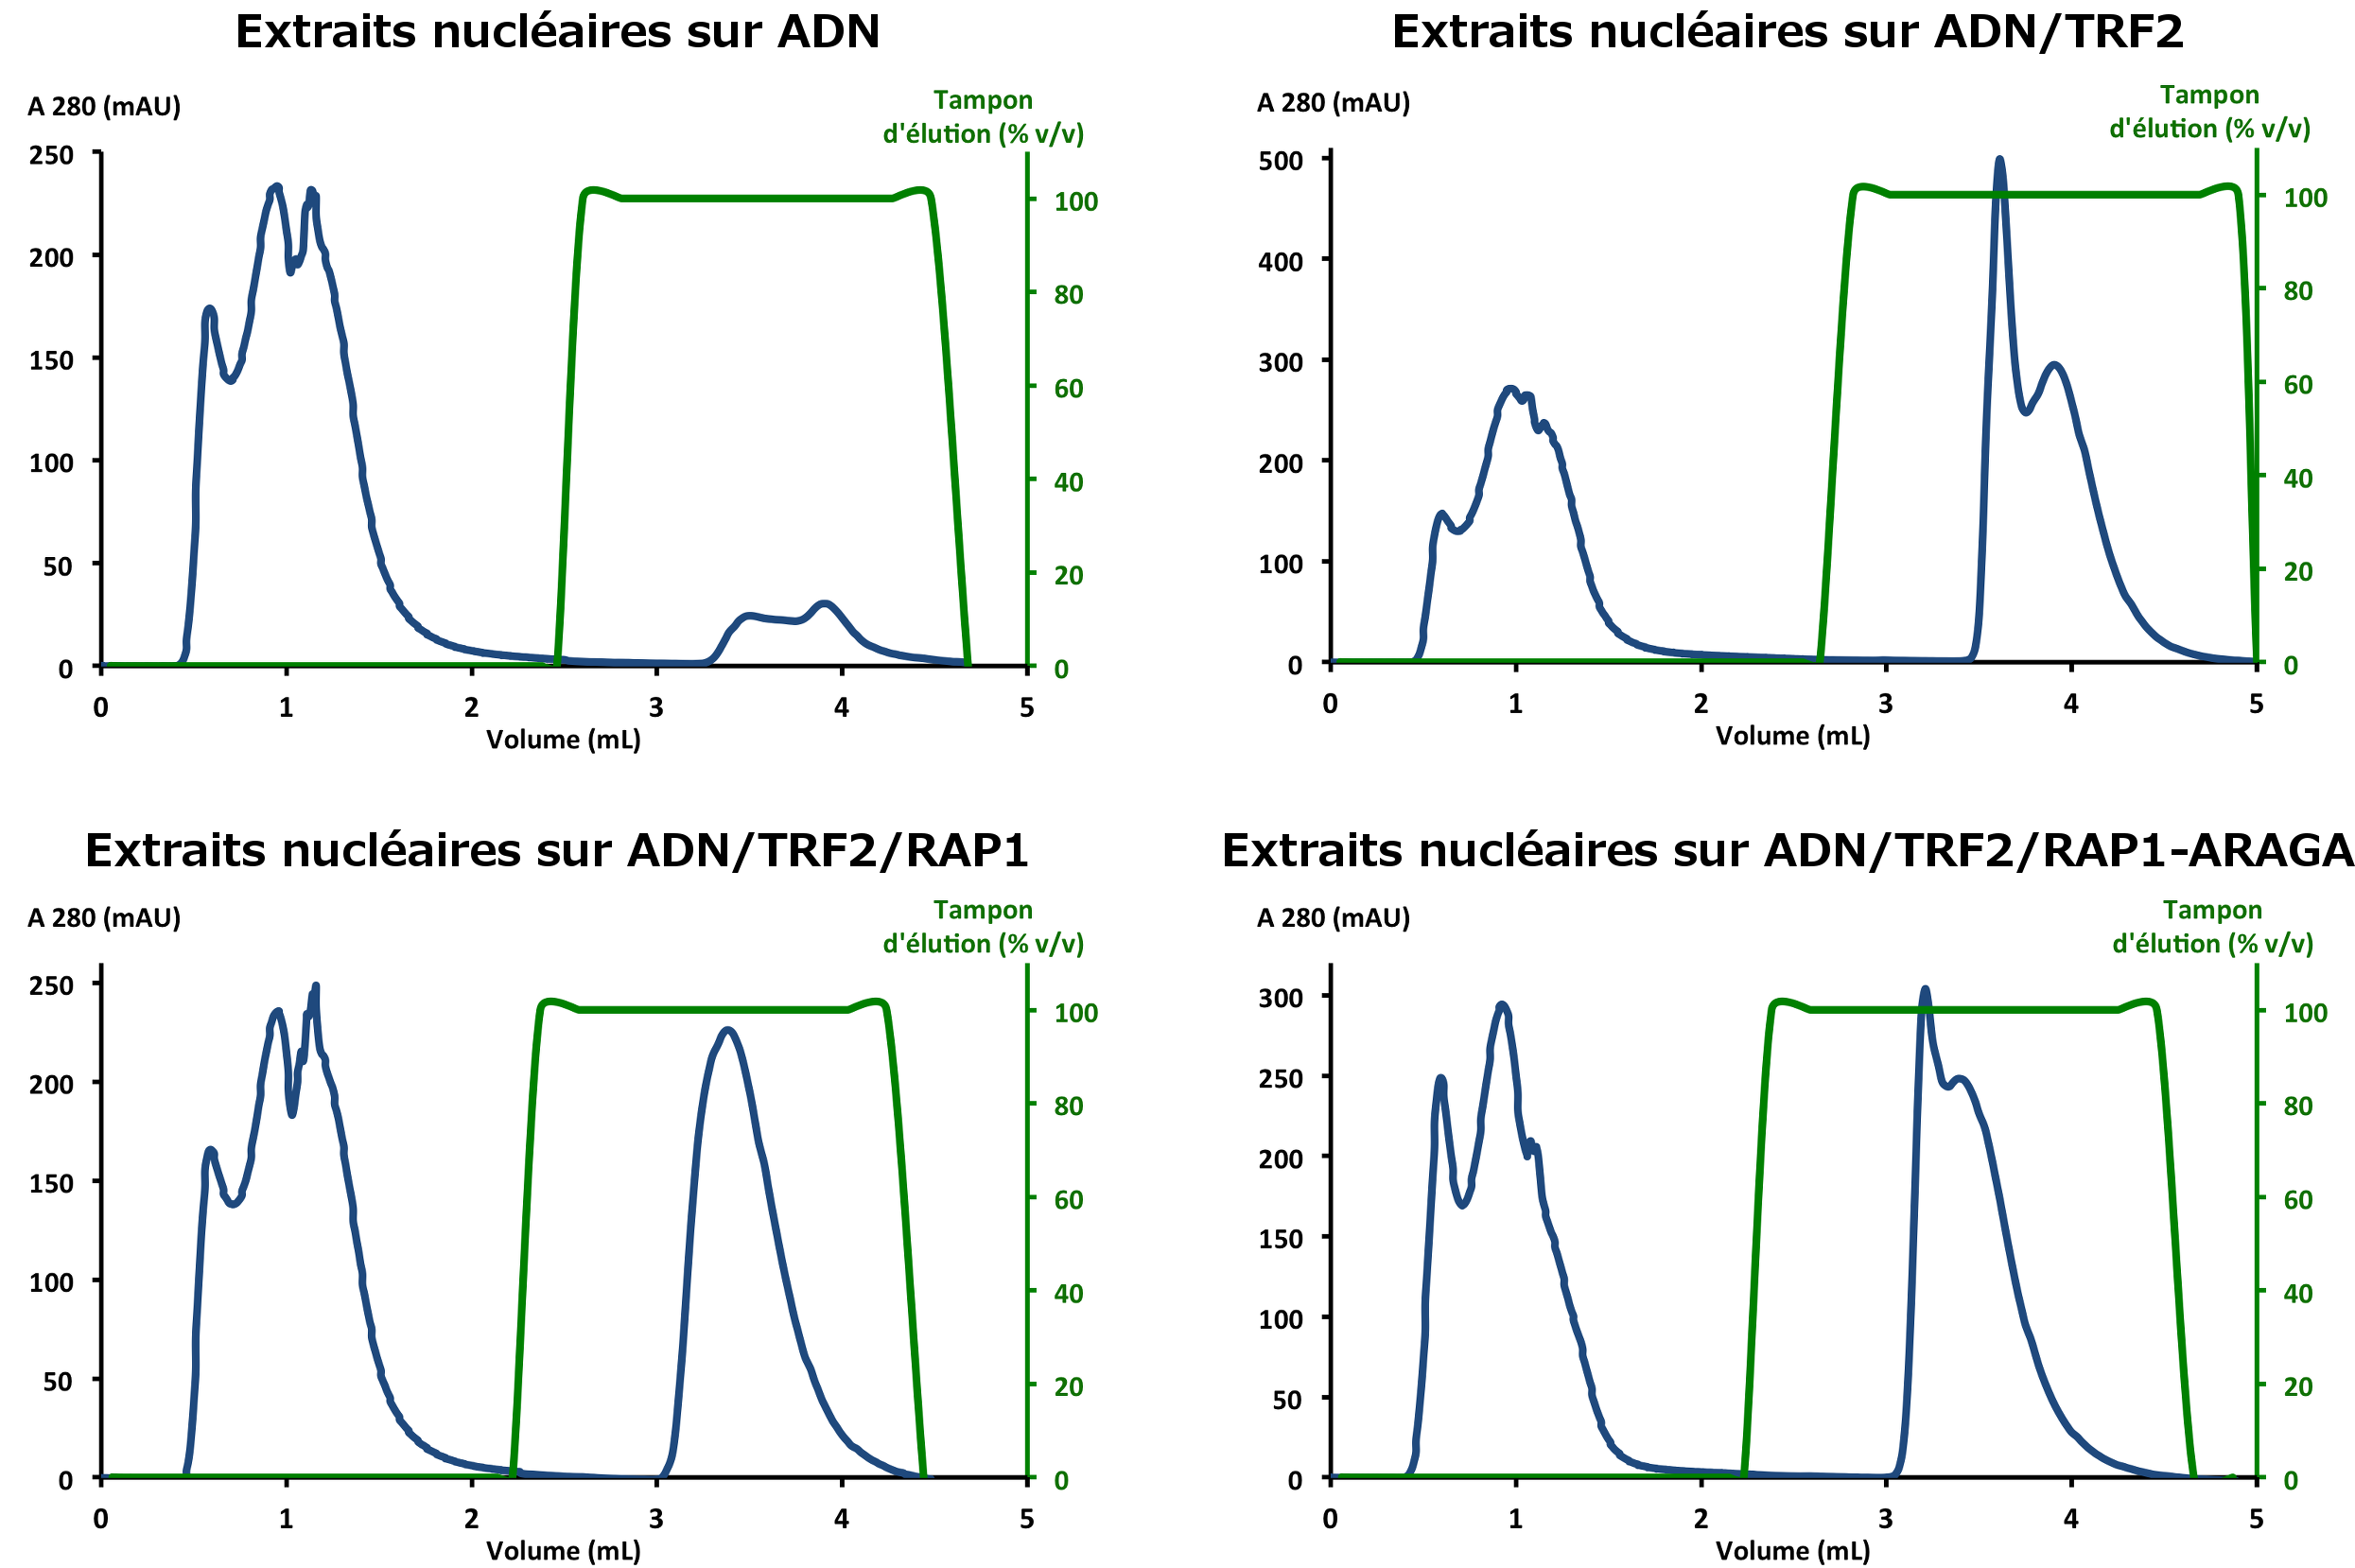 Extraits nucléaires sur ADN
A 280 (mAU)
Tampon
d'élution (% v/v)
250
200
150
100
50
0
100
80
60
40
20
0
0 1 2 3 4 5
Volume (mL)
Extraits nucléaires sur ADN/TRF2
A 280 (mAU)
Tampon
d'élution (% v/v)
500
400
300
200
100
0
100
80
60
40
20
0
0 1 2 3 4 5
Volume (mL)
Extraits nucléaires sur ADN/TRF2/RAP1
A 280 (mAU)
Tampon
d'élution (% v/v)
250
200
150
100
50
0
100
80
60
40
20
0
0 1 2 3 4 5
Volume (mL)
Extraits nucléaires sur ADN/TRF2/RAP1-ARAGA
A 280 (mAU)
Tampon
d'élution (% v/v)
300
250
200
150
100
50
0
100
80
60
40
20
0
0 1 2 3 4 5
Volume (mL)